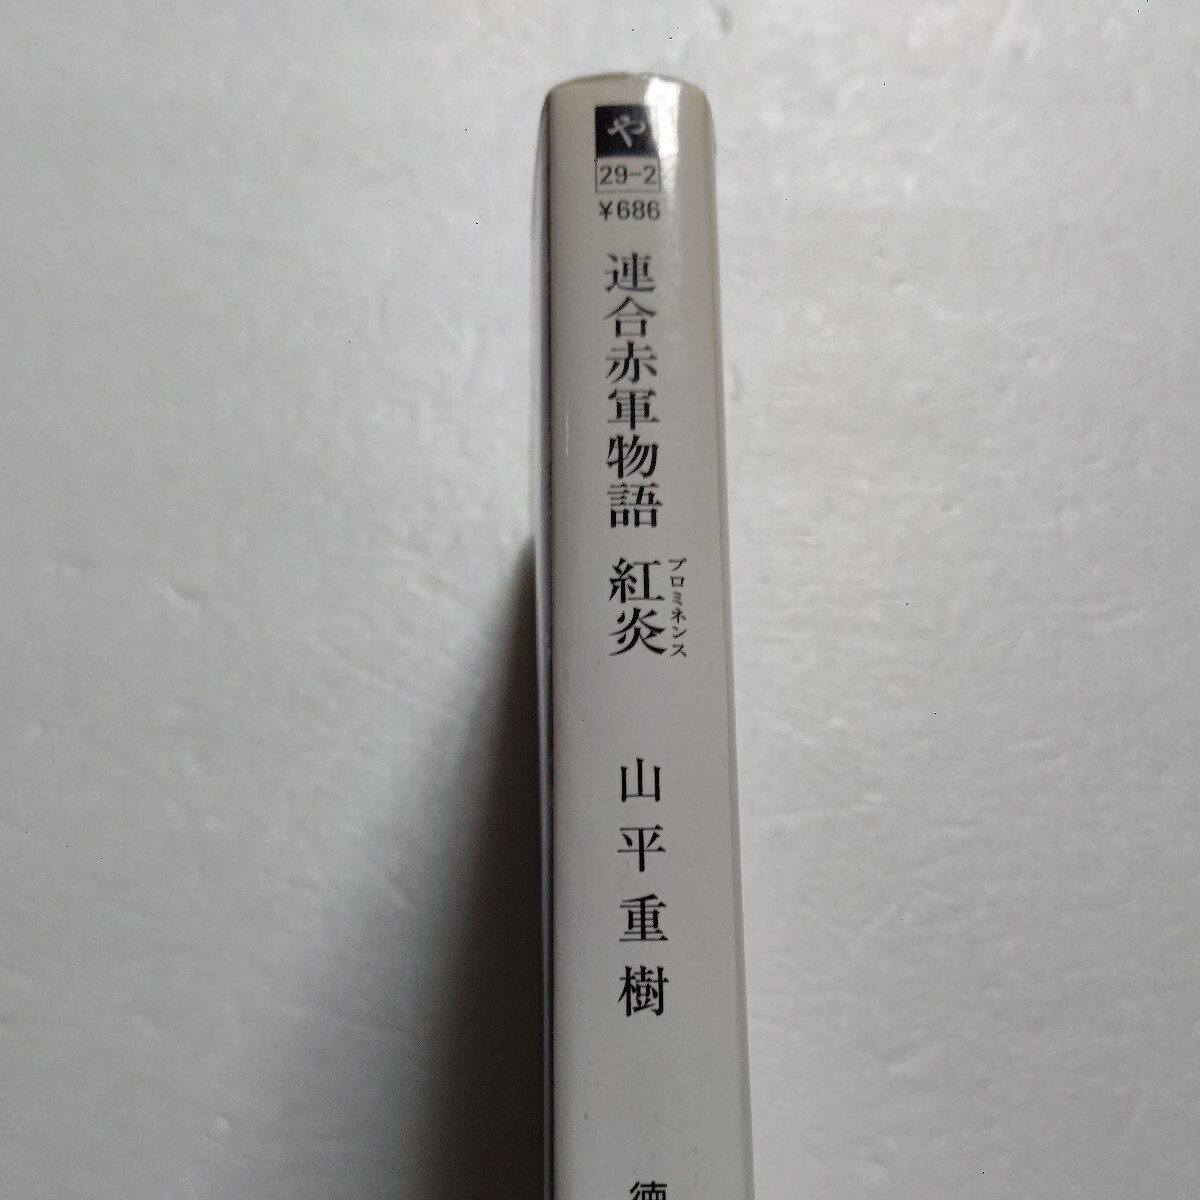 や
29-2
¥686
連合赤軍物語 紅炎
プロミネンス
山平重樹
徳